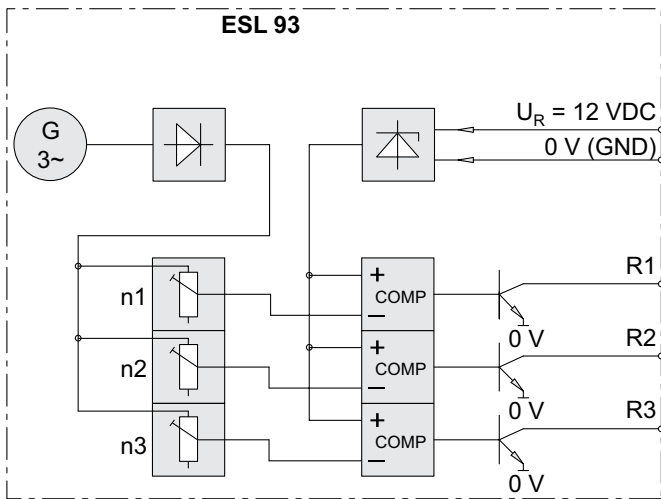 ESL 93
G
3~
U_R = 12 VDC
0 V (GND)
n1
+
COMP
−
R1
0 V
n2
+
COMP
−
R2
0 V
n3
+
COMP
−
R3
0 V